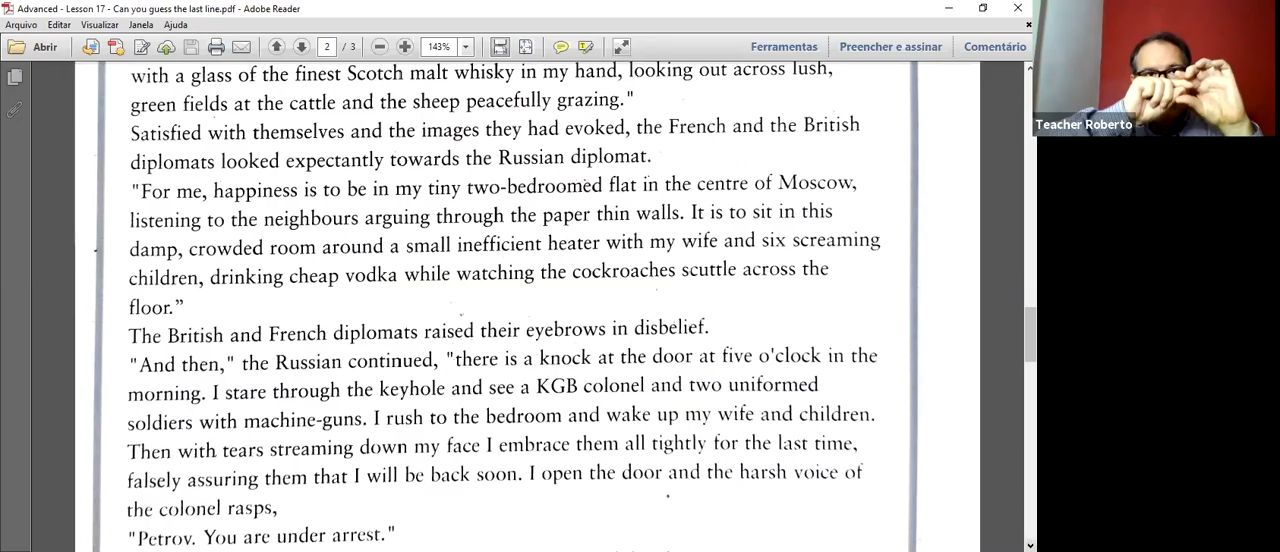 Advanced - Lesson 17 - Can you guess the last line.pdf - Adobe Reader
Arquivo Editar Visualizar Janela Ajuda
Abrir 2 / 3 143% Ferramentas Preencher e assinar Comentário
with a glass of the finest Scotch malt whisky in my hand, looking out across lush,
green fields at the cattle and the sheep peacefully grazing."
Satisfied with themselves and the images they had evoked, the French and the British
diplomats looked expectantly towards the Russian diplomat.
"For me, happiness is to be in my tiny two-bedroomed flat in the centre of Moscow,
listening to the neighbours arguing through the paper thin walls. It is to sit in this
damp, crowded room around a small inefficient heater with my wife and six screaming
children, drinking cheap vodka while watching the cockroaches scuttle across the
floor.”
The British and French diplomats raised their eyebrows in disbelief.
"And then," the Russian continued, "there is a knock at the door at five o'clock in the
morning. I stare through the keyhole and see a KGB colonel and two uniformed
soldiers with machine-guns. I rush to the bedroom and wake up my wife and children.
Then with tears streaming down my face I embrace them all tightly for the last time,
falsely assuring them that I will be back soon. I open the door and the harsh voice of
the colonel rasps,
"Petrov. You are under arrest."
Teacher Roberto